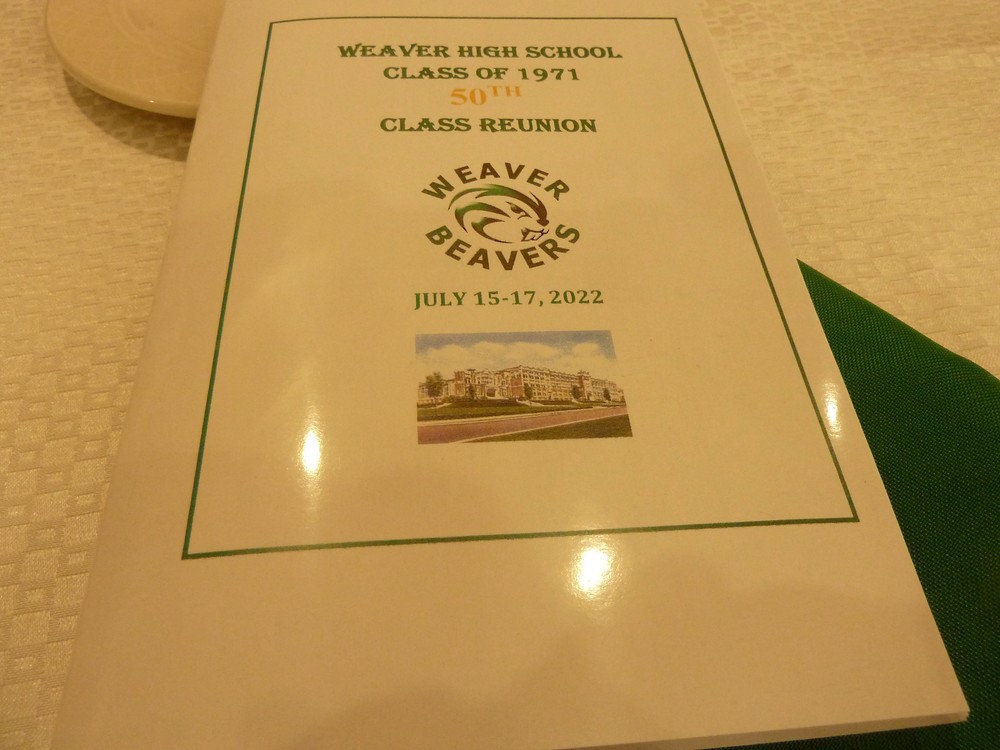 WEAVER HIGH SCHOOL
CLASS OF 1971
50TH
CLASS REUNION
WEAVER
BEAVERS
JULY 15-17, 2022